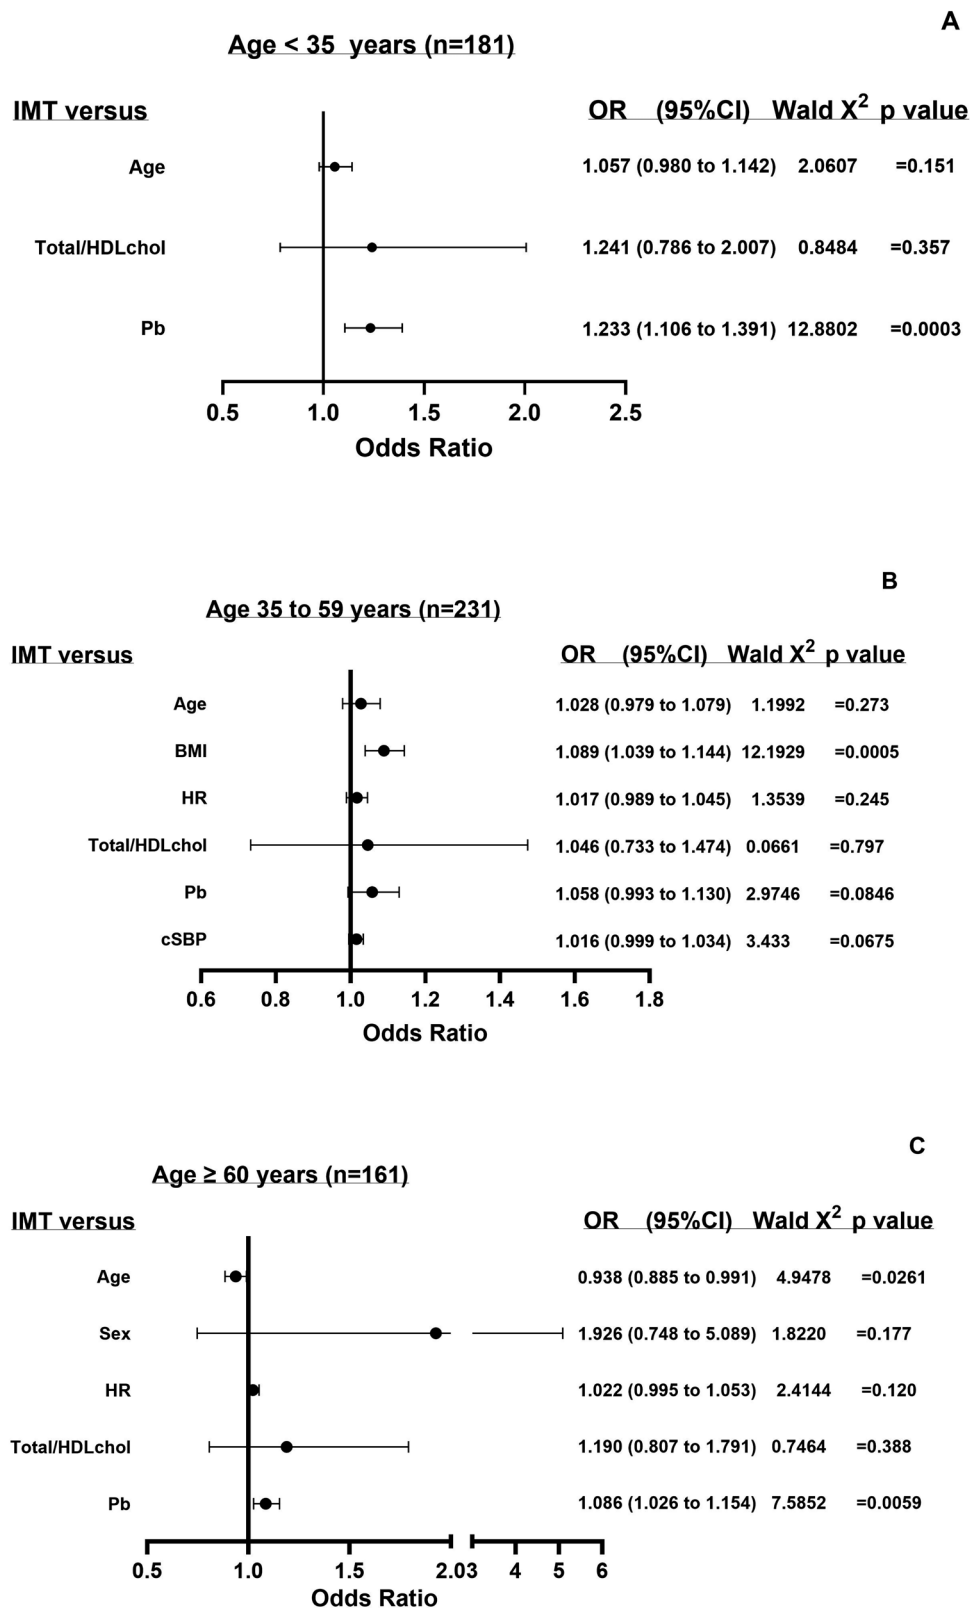 A
Age < 35  years (n=181)
IMT versus OR (95%CI) Wald X² p value
Age 1.057 (0.980 to 1.142) 2.0607 =0.151
Total/HDLchol 1.241 (0.786 to 2.007) 0.8484 =0.357
Pb 1.233 (1.106 to 1.391) 12.8802 =0.0003
0.5 1.0 1.5 2.0 2.5
Odds Ratio
B
Age 35 to 59 years (n=231)
IMT versus OR (95%CI) Wald X² p value
Age 1.028 (0.979 to 1.079) 1.1992 =0.273
BMI 1.089 (1.039 to 1.144) 12.1929 =0.0005
HR 1.017 (0.989 to 1.045) 1.3539 =0.245
Total/HDLchol 1.046 (0.733 to 1.474) 0.0661 =0.797
Pb 1.058 (0.993 to 1.130) 2.9746 =0.0846
cSBP 1.016 (0.999 to 1.034) 3.433 =0.0675
0.6 0.8 1.0 1.2 1.4 1.6 1.8
Odds Ratio
C
Age ≥ 60 years (n=161)
IMT versus OR (95%CI) Wald X² p value
Age 0.938 (0.885 to 0.991) 4.9478 =0.0261
Sex 1.926 (0.748 to 5.089) 1.8220 =0.177
HR 1.022 (0.995 to 1.053) 2.4144 =0.120
Total/HDLchol 1.190 (0.807 to 1.791) 0.7464 =0.388
Pb 1.086 (1.026 to 1.154) 7.5852 =0.0059
0.5 1.0 1.5 2.0 3 4 5 6
Odds Ratio